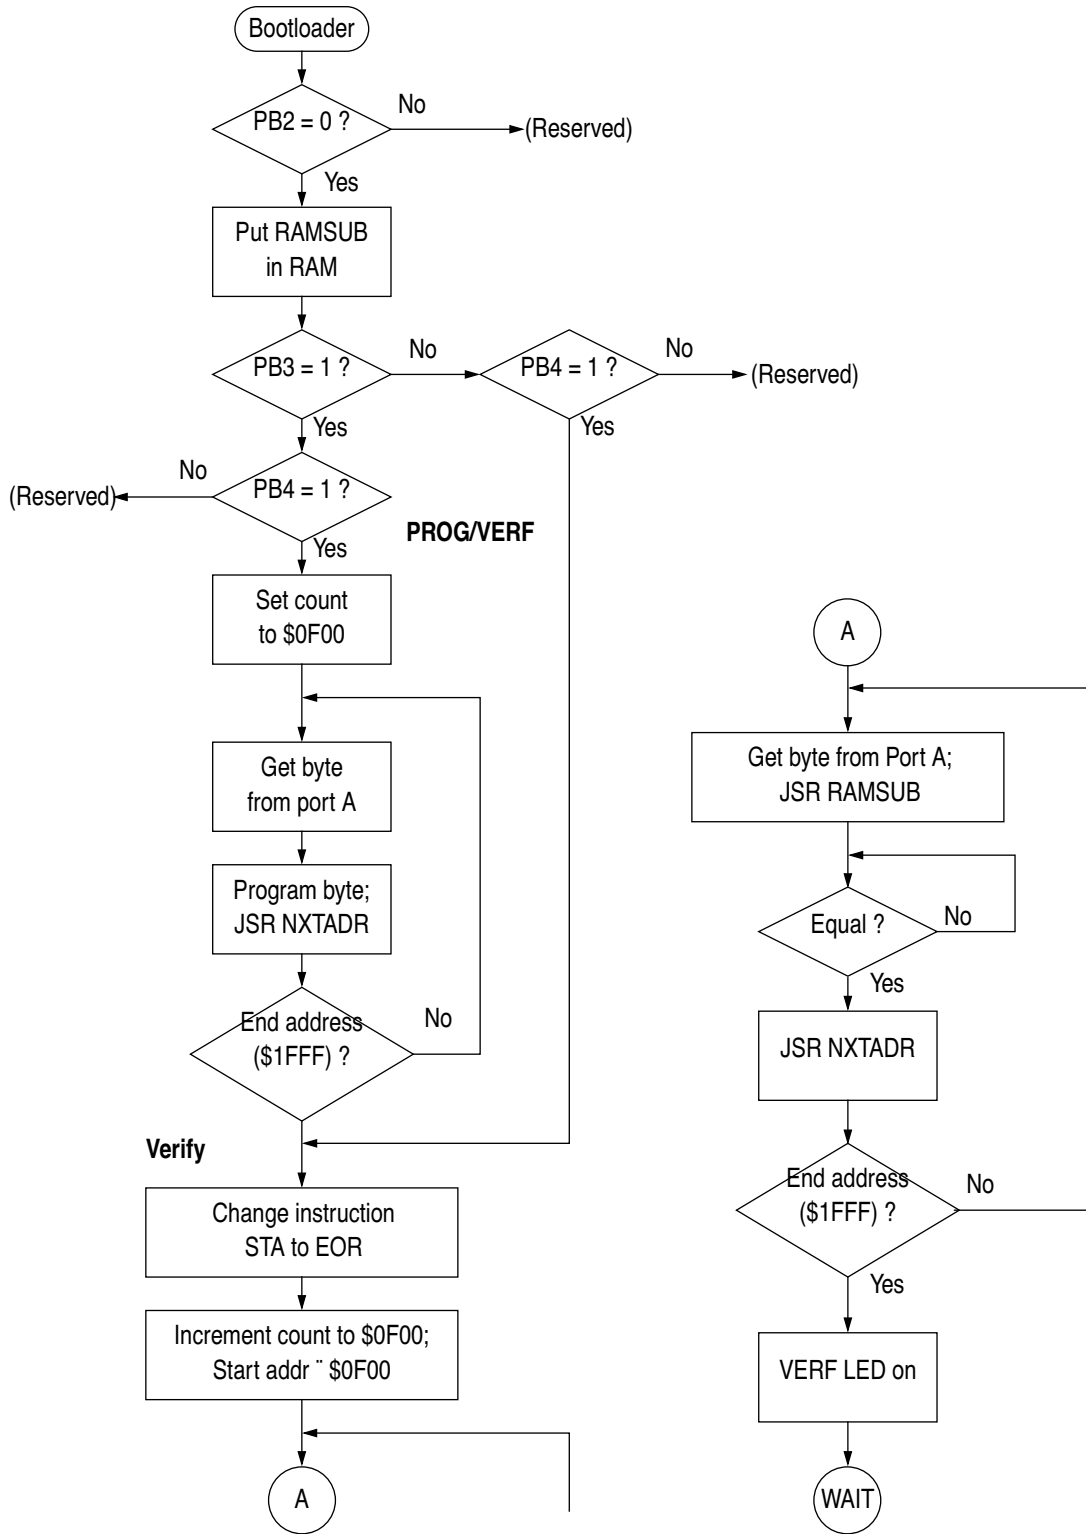 Bootloader
PB2 = 0 ?
No
(Reserved)
Yes
Put RAMSUB
in RAM
PB3 = 1 ?
No
PB4 = 1 ?
No
(Reserved)
Yes
Yes
(Reserved)
No
PB4 = 1 ?
PROG/VERF
Yes
Set count
to $0F00
Get byte
from port A
Program byte;
JSR NXTADR
End address
($1FFF) ?
No
Verify
Change instruction
STA to EOR
Increment count to $0F00;
Start addr ¨ $0F00
A
A
Get byte from Port A;
JSR RAMSUB
Equal ?
No
Yes
JSR NXTADR
End address
($1FFF) ?
No
Yes
VERF LED on
WAIT